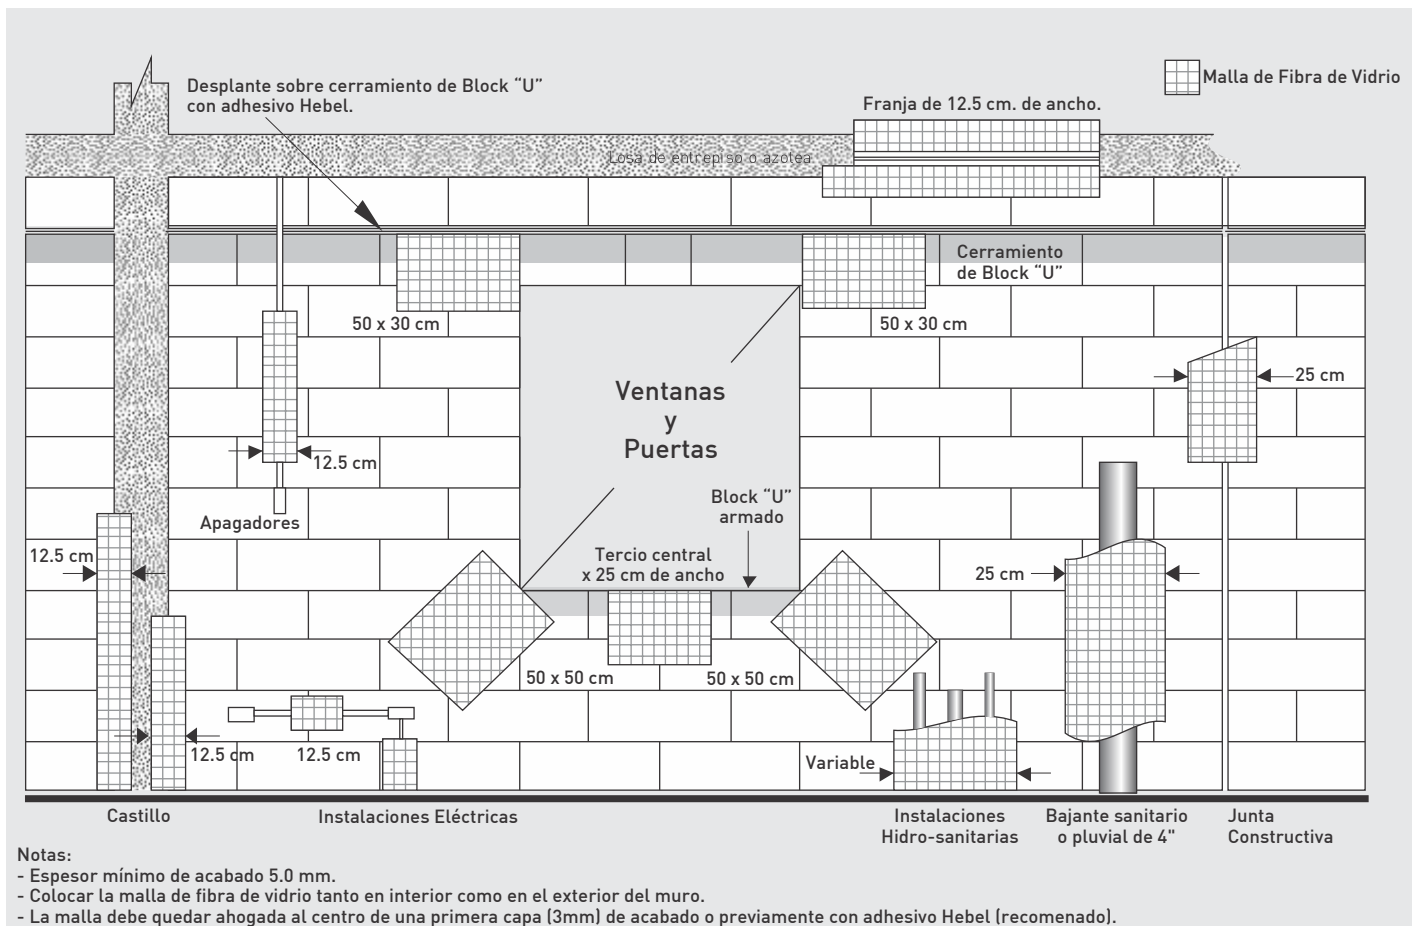 Desplante sobre cerramiento de Block “U”
con adhesivo Hebel.
Malla de Fibra de Vidrio
Franja de 12.5 cm. de ancho.
Losa de entrepiso o azotea
Cerramiento
de Block “U”
50 x 30 cm
50 x 30 cm
Ventanas
y
Puertas
25 cm
12.5 cm
Apagadores
Block “U”
armado
12.5 cm
Tercio central
x 25 cm de ancho
25 cm
50 x 50 cm
50 x 50 cm
12.5 cm
12.5 cm
Variable
Castillo
Instalaciones Eléctricas
Instalaciones
Hidro-sanitarias
Bajante sanitario
o pluvial de 4"
Junta
Constructiva
Notas:
- Espesor mínimo de acabado 5.0 mm.
- Colocar la malla de fibra de vidrio tanto en interior como en el exterior del muro.
- La malla debe quedar ahogada al centro de una primera capa (3mm) de acabado o previamente con adhesivo Hebel (recomenado).